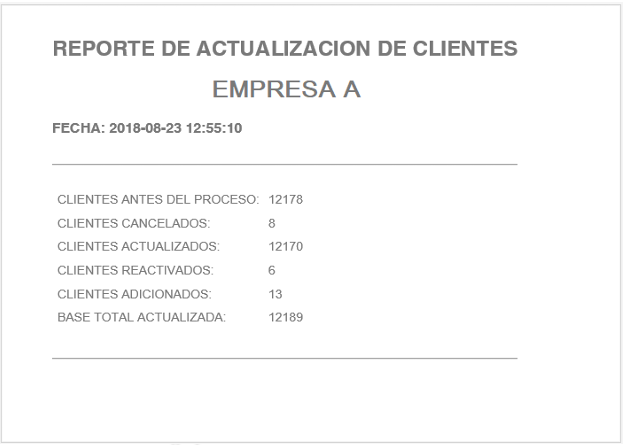 REPORTE DE ACTUALIZACION DE CLIENTES
EMPRESA A
FECHA: 2018-08-23 12:55:10
CLIENTES ANTES DEL PROCESO: 12178
CLIENTES CANCELADOS: 8
CLIENTES ACTUALIZADOS: 12170
CLIENTES REACTIVADOS: 6
CLIENTES ADICIONADOS: 13
BASE TOTAL ACTUALIZADA: 12189